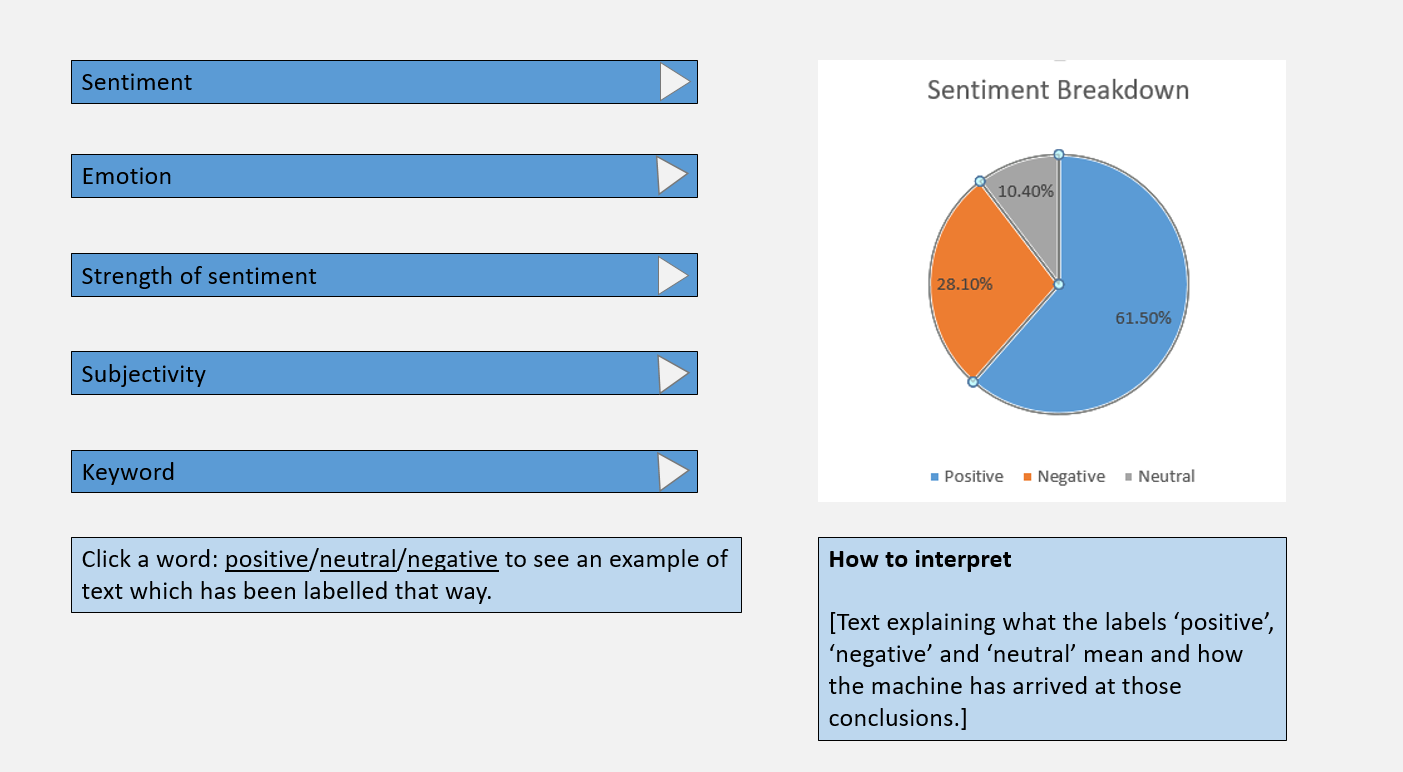 Sentiment
Emotion
Strength of sentiment
Subjectivity
Keyword
Click a word: positive/neutral/negative to see an example of
text which has been labelled that way.
Sentiment Breakdown
10.40%
28.10%
61.50%
Positive Negative Neutral
How to interpret
[Text explaining what the labels ‘positive’,
‘negative’ and ‘neutral’ mean and how
the machine has arrived at those
conclusions.]